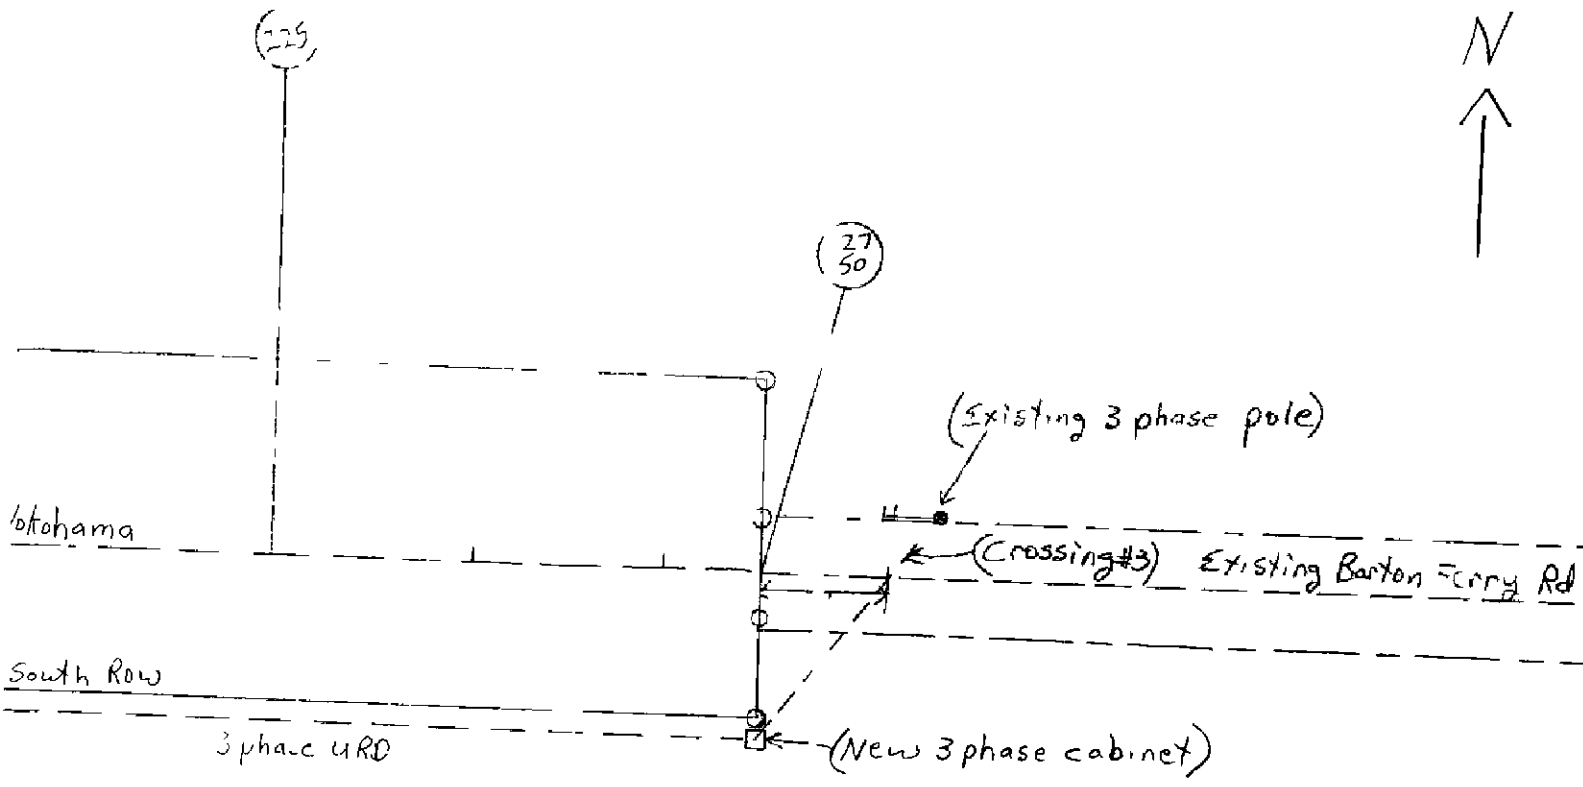 N
225
27
50
(Existing 3 phase pole)
(Crossing#3)
Existing Barton Ferry Rd
okohama
South Row
3 phase URD
(New 3 phase cabinet)